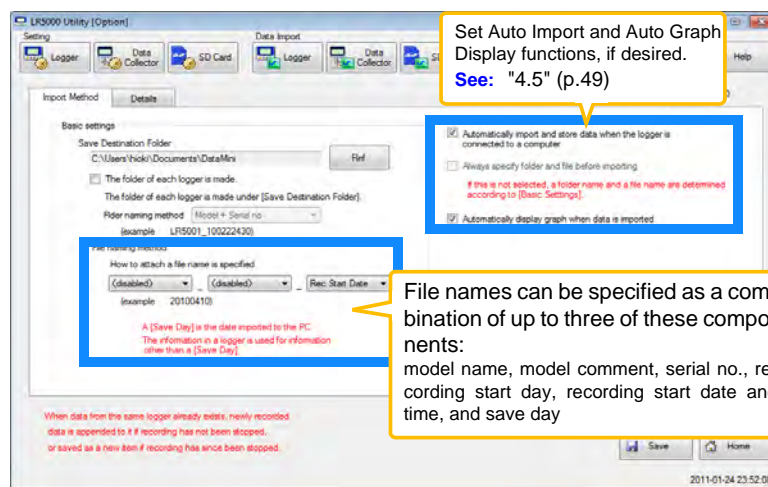 LR5000 Utility [Option]
Setting
Data Import
Logger
Data Collector
SD Card
Logger
Data Collector
Help
Set Auto Import and Auto Graph
Display functions, if desired.
See: "4.5" (p.49)
Import Method
Details
Basic settings
Save Destination Folder
C:\Users\hioki\Documents\DataMini
Ref
The folder of each logger is made.
The folder of each logger is made under [Save Destination Folder].
Flder naming method
Model + Serial no
(example LR5001_100222430)
File naming method
How to attach a file name is specified
(disabled) _ (disabled) _ Rec Start Date
(example 20100410)
A [Save Day] is the date imported to the PC.
The information in a logger is used for information
other than a [Save Day].
Automatically import and store data when the logger is
connected to a computer
Always specify folder and file before importing
If this is not selected, a folder name and a file name are determined
according to [Basic Settings].
Automatically display graph when data is imported
File names can be specified as a com
bination of up to three of these compo
nents:
model name, model comment, serial no., re
cording start day, recording start date an
time, and save day
When data from the same logger already exists, newly recorded
data is appended to it if recording has not been stopped,
or saved as a new item if recording has since been stopped.
Save
Home
2011-01-24 23:52:0